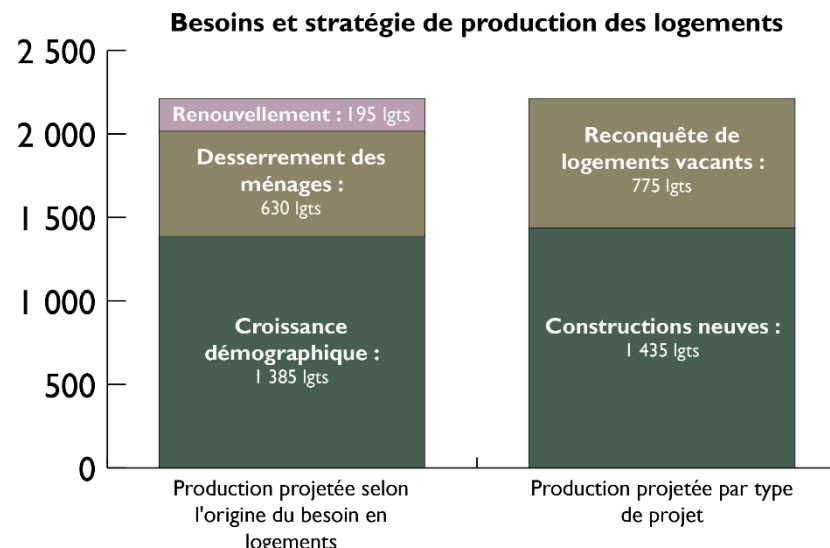 Besoins et stratégie de production des logements
2 500
2 000
1 500
1 000
500
0
Renouvellement : 195 lgts
Desserrement des
ménages :
630 lgts
Croissance
démographique :
1 385 lgts
Reconquête de
logements vacants :
775 lgts
Constructions neuves :
1 435 lgts
Production projetée selon
l'origine du besoin en
logements
Production projetée par type
de projet